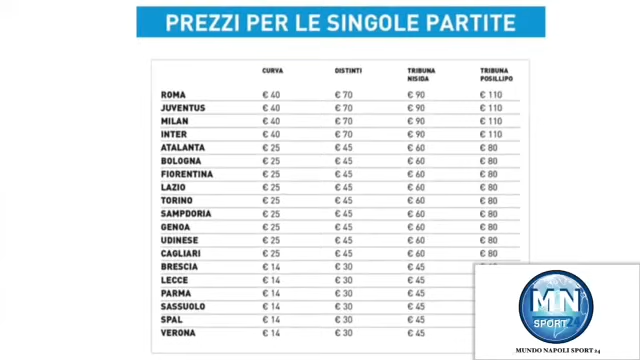 PREZZI PER LE SINGOLE PARTITE
CURVA DISTINTI TRIBUNA NISIDA TRIBUNA POSILLIPO
ROMA € 40 € 70 € 90 € 110
JUVENTUS € 40 € 70 € 90 € 110
MILAN € 40 € 70 € 90 € 110
INTER € 40 € 70 € 90 € 110
ATALANTA € 25 € 45 € 60 € 80
BOLOGNA € 25 € 45 € 60 € 80
FIORENTINA € 25 € 45 € 60 € 80
LAZIO € 25 € 45 € 60 € 80
TORINO € 25 € 45 € 60 € 80
SAMPDORIA € 25 € 45 € 60 € 80
GENOA € 25 € 45 € 60 € 80
UDINESE € 25 € 45 € 60 € 80
CAGLIARI € 25 € 45 € 60 € 80
BRESCIA € 14 € 30 € 45
LECCE € 14 € 30 € 45
PARMA € 14 € 30 € 45
SASSUOLO € 14 € 30 € 45
SPAL € 14 € 30 € 45
VERONA € 14 € 30 € 45
MN
SPORT 24
MUNDO NAPOLI SPORT 24